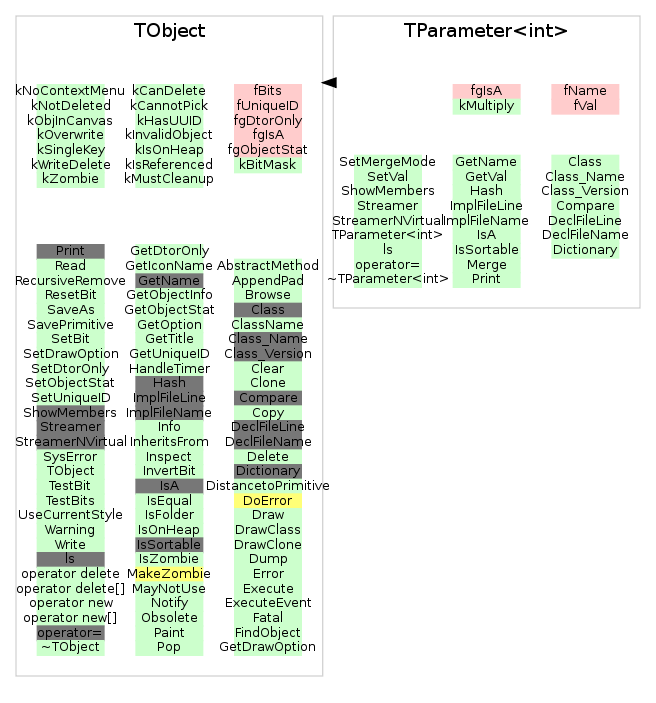 TObject
kNoContextMenu kCanDelete fBits
kNotDeleted kCannotPick fUniqueID
kObjInCanvas kHasUUID fgDtorOnly
kOverwrite kInvalidObject fgIsA
kSingleKey kIsOnHeap fgObjectStat
kWriteDelete kIsReferenced kBitMask
kZombie kMustCleanup
Print GetDtorOnly
Read GetIconName AbstractMethod
RecursiveRemove GetName AppendPad
ResetBit GetObjectInfo Browse
SaveAs GetObjectStat Class
SavePrimitive GetOption ClassName
SetBit GetTitle Class_Name
SetDrawOption GetUniqueID Class_Version
SetDtorOnly HandleTimer Clear
SetObjectStat Hash Clone
SetUniqueID ImplFileLine Compare
ShowMembers ImplFileName Copy
Streamer Info DeclFileLine
StreamerNVirtual InheritsFrom DeclFileName
SysError Inspect Delete
TObject InvertBit Dictionary
TestBit IsA DistancetoPrimitive
TestBits IsEqual DoError
UseCurrentStyle IsFolder Draw
Warning IsOnHeap DrawClass
Write IsSortable DrawClone
ls IsZombie Dump
operator delete MakeZombie Error
operator delete[] MayNotUse Execute
operator new Notify ExecuteEvent
operator new[] Obsolete Fatal
operator= Paint FindObject
~TObject Pop GetDrawOption
TParameter<int>
fgIsA fName
kMultiply fVal
SetMergeMode GetName Class
SetVal GetVal Class_Name
ShowMembers Hash Class_Version
Streamer ImplFileLine Compare
StreamerNVirtual ImplFileName DeclFileLine
TParameter<int> IsA DeclFileName
ls IsSortable Dictionary
operator= Merge
~TParameter<int> Print